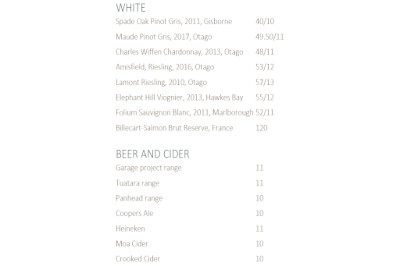 WHITE
Spade Oak Pinot Gris, 2011, Gisborne 40/10
Maude Pinot Gris, 2017, Otago 49.50/11
Charles Wiffen Chardonnay, 2013, Otago 48/11
Amisfield, Riesling, 2016, Otago 53/12
Lamont Riesling, 2010, Otago 57/13
Elephant Hill Viognier, 2013, Hawkes Bay 55/12
Folium Sauvignon Blanc, 2011, Marlborough 52/11
Billecart-Salmon Brut Reserve, France 120
BEER AND CIDER
Garage project range 11
Tuatara range 11
Panhead range 10
Coopers Ale 10
Heineken 11
Moa Cider 10
Crooked Cider 10